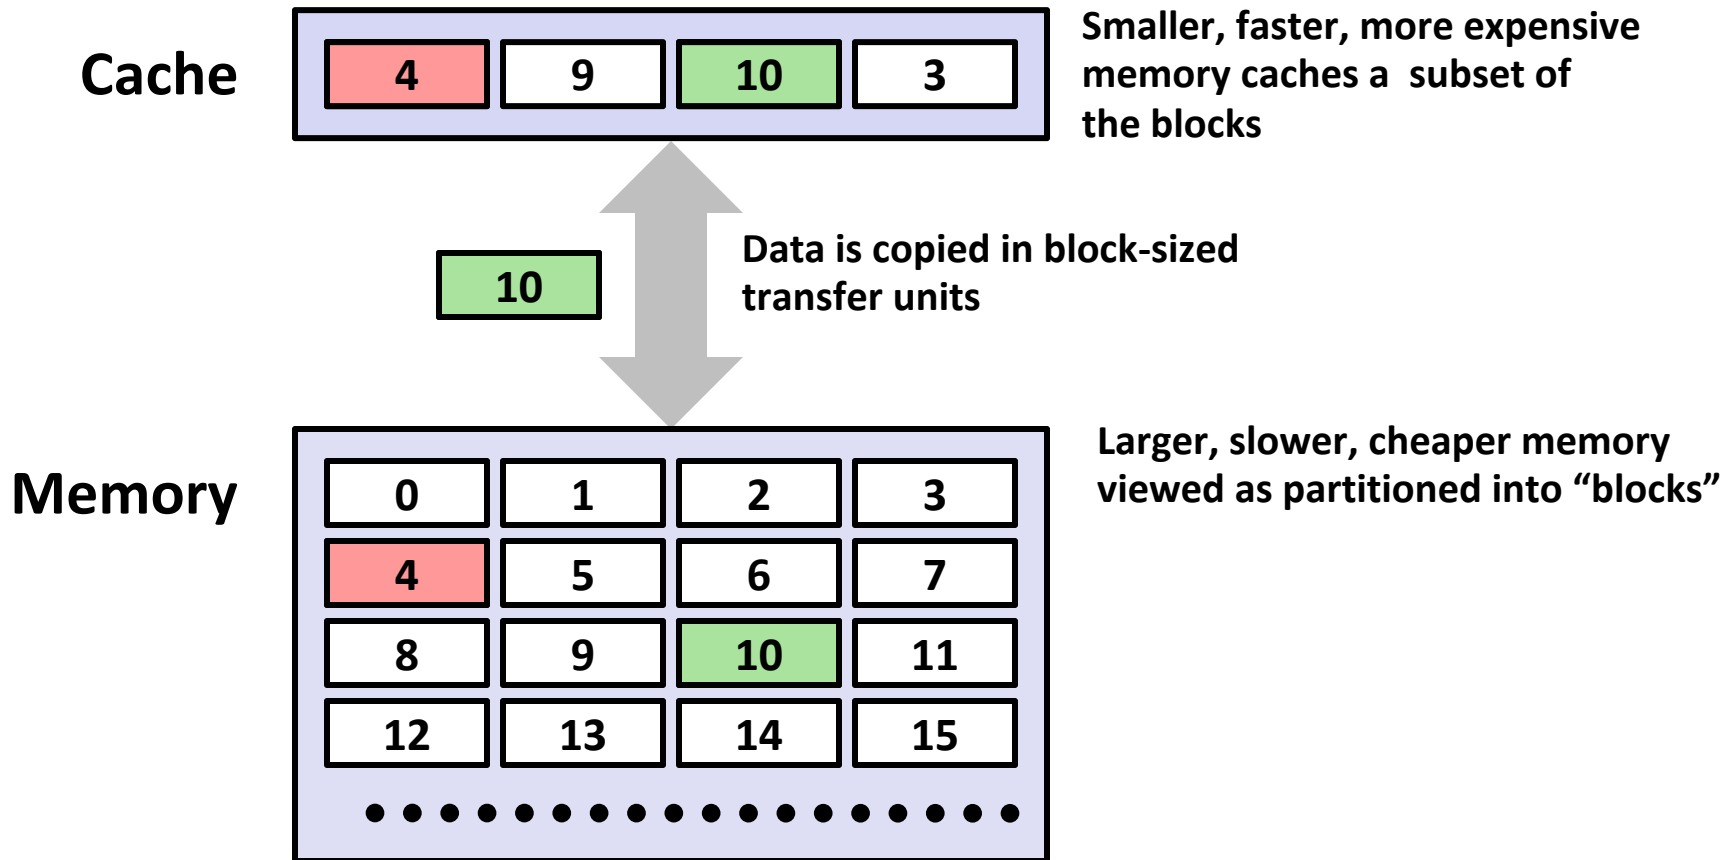 Cache
4 9 10 3
Smaller, faster, more expensive
memory caches a  subset of
the blocks
10
Data is copied in block-sized
transfer units
Memory
0 1 2 3
4 5 6 7
8 9 10 11
12 13 14 15
Larger, slower, cheaper memory
viewed as partitioned into “blocks”